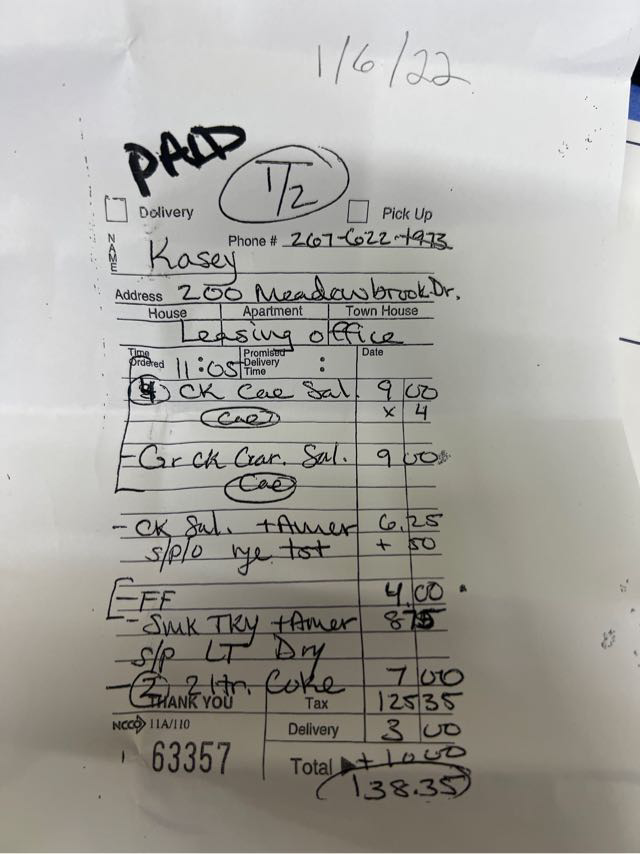 1/6/22
PAID
1/2
Delivery Pick Up
Phone # 267-622-1973
NAME Kasey
Address 200 Meadowbrook Dr.
House Apartment Town House
Leasing office
Time Ordered 11:05 Promised Delivery Time : Date
4 CK Cae Sal. 9 00
Cae x 4
- Gr CK Gar. Sal. 9 00
Cae
- CK Sal. + Amer 6.25
s/p/o rye tst + 50
- FF 4.00
- Smk TKY + Amer 8 75
s/p LT Dry
- 2 2 ltr. Coke 7 00
THANK YOU Tax 125 35
NCCO 11A/110 Delivery 3 00
63357 Total + 10 00
138.35